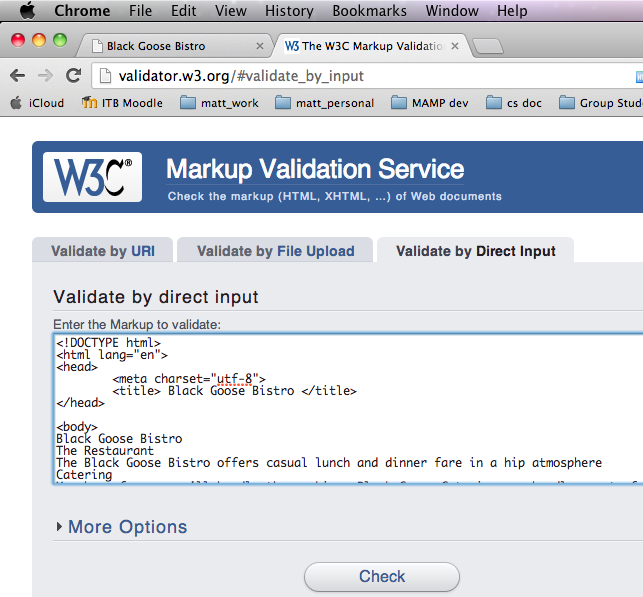 Chrome File Edit View History Bookmarks Window Help
Black Goose Bistro × W3 The W3C Markup Validatio ×
validator.w3.org/#validate_by_input
iCloud ITB Moodle matt_work matt_personal MAMP dev cs doc Group Stud
W3C® Markup Validation Service
Check the markup (HTML, XHTML, …) of Web documents
Validate by URI Validate by File Upload Validate by Direct Input
Validate by direct input
Enter the Markup to validate:
<!DOCTYPE html>
<html lang="en">
<head>
<meta charset="utf-8">
<title> Black Goose Bistro </title>
</head>
<body>
Black Goose Bistro
The Restaurant
The Black Goose Bistro offers casual lunch and dinner fare in a hip atmosphere
Catering
More Options
Check